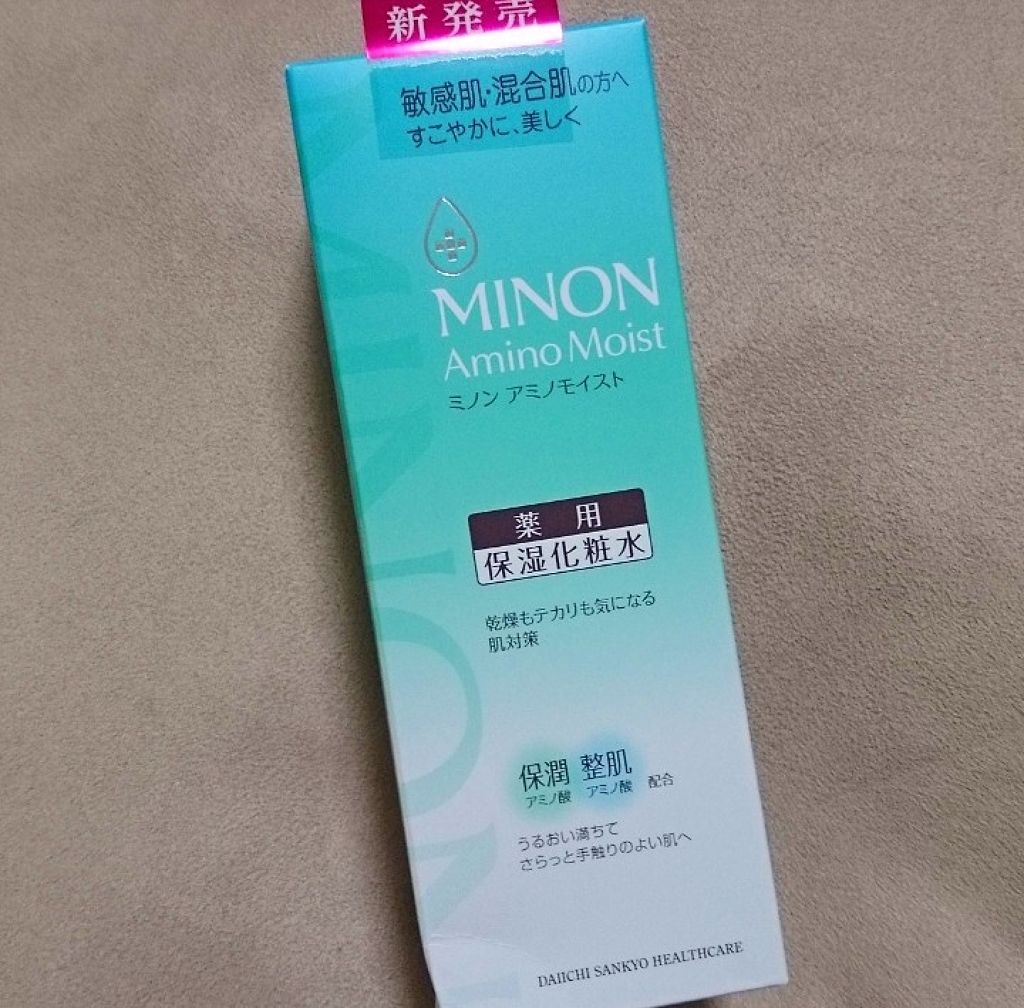 新発売
敏感肌・混合肌の方へ
すこやかに、美しく
MINON
Amino Moist
ミノン アミノモイスト
薬用
保湿化粧水
乾燥もテカリも気になる
肌対策
保潤 整肌
アミノ酸 アミノ酸 配合
うるおい満ちて
さらっと手触りのよい肌へ
DAIICHI SANKYO HEALTHCARE
MINON